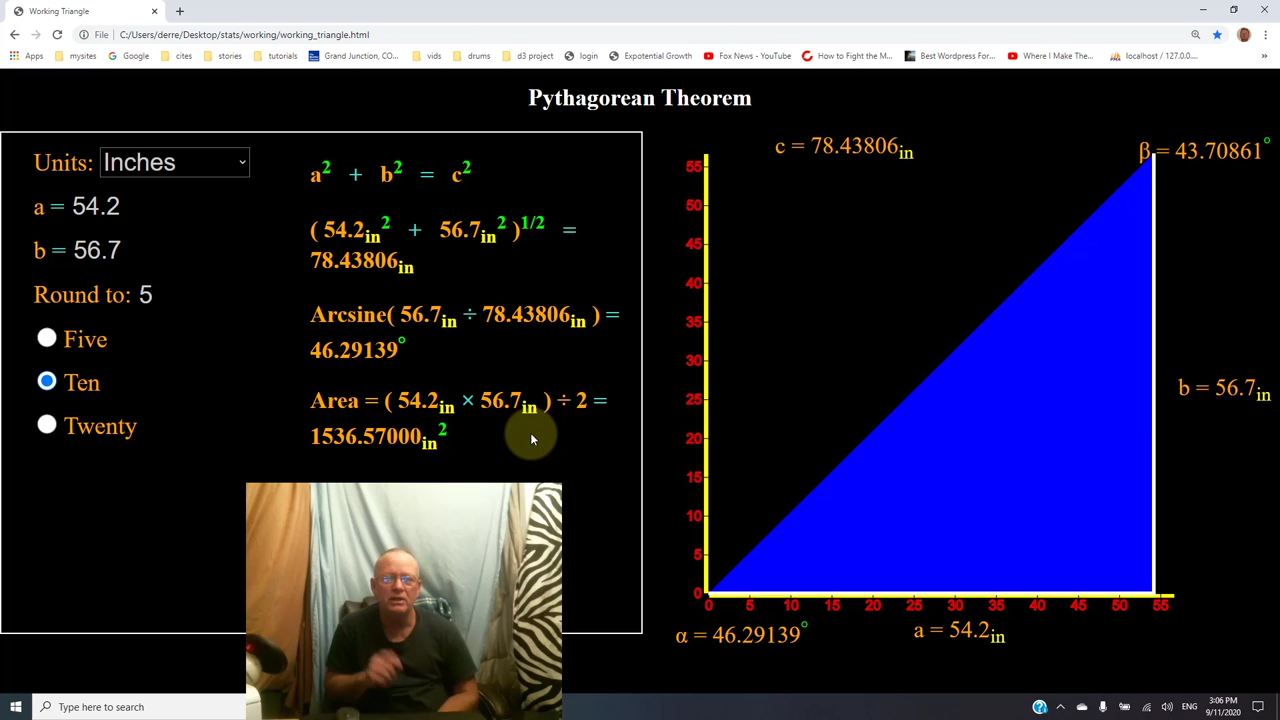 Working Triangle
File | C:/Users/derre/Desktop/stats/working/working_triangle.html
Apps mysites Google cites stories tutorials Grand Junction, CO... vids drums d3 project login Expotential Growth Fox News - YouTube How to Fight the M... Best Wordpress For... Where I Make The... localhost / 127.0.0... »
Pythagorean Theorem
Units: Inches
a = 54.2
b = 56.7
Round to: 5
Five
Ten
Twenty
a² + b² = c²
( 54.2in² + 56.7in² )^1/2 =
78.43806in
Arcsine( 56.7in ÷ 78.43806in ) =
46.29139°
Area = ( 54.2in × 56.7in ) ÷ 2 =
1536.57000in²
c = 78.43806in
β = 43.70861°
55
50
45
40
35
30
25
20
15
10
5
0
b = 56.7in
0 5 10 15 20 25 30 35 40 45 50 55
α = 46.29139°
a = 54.2in
Type here to search
ENG
3:06 PM
9/11/2020